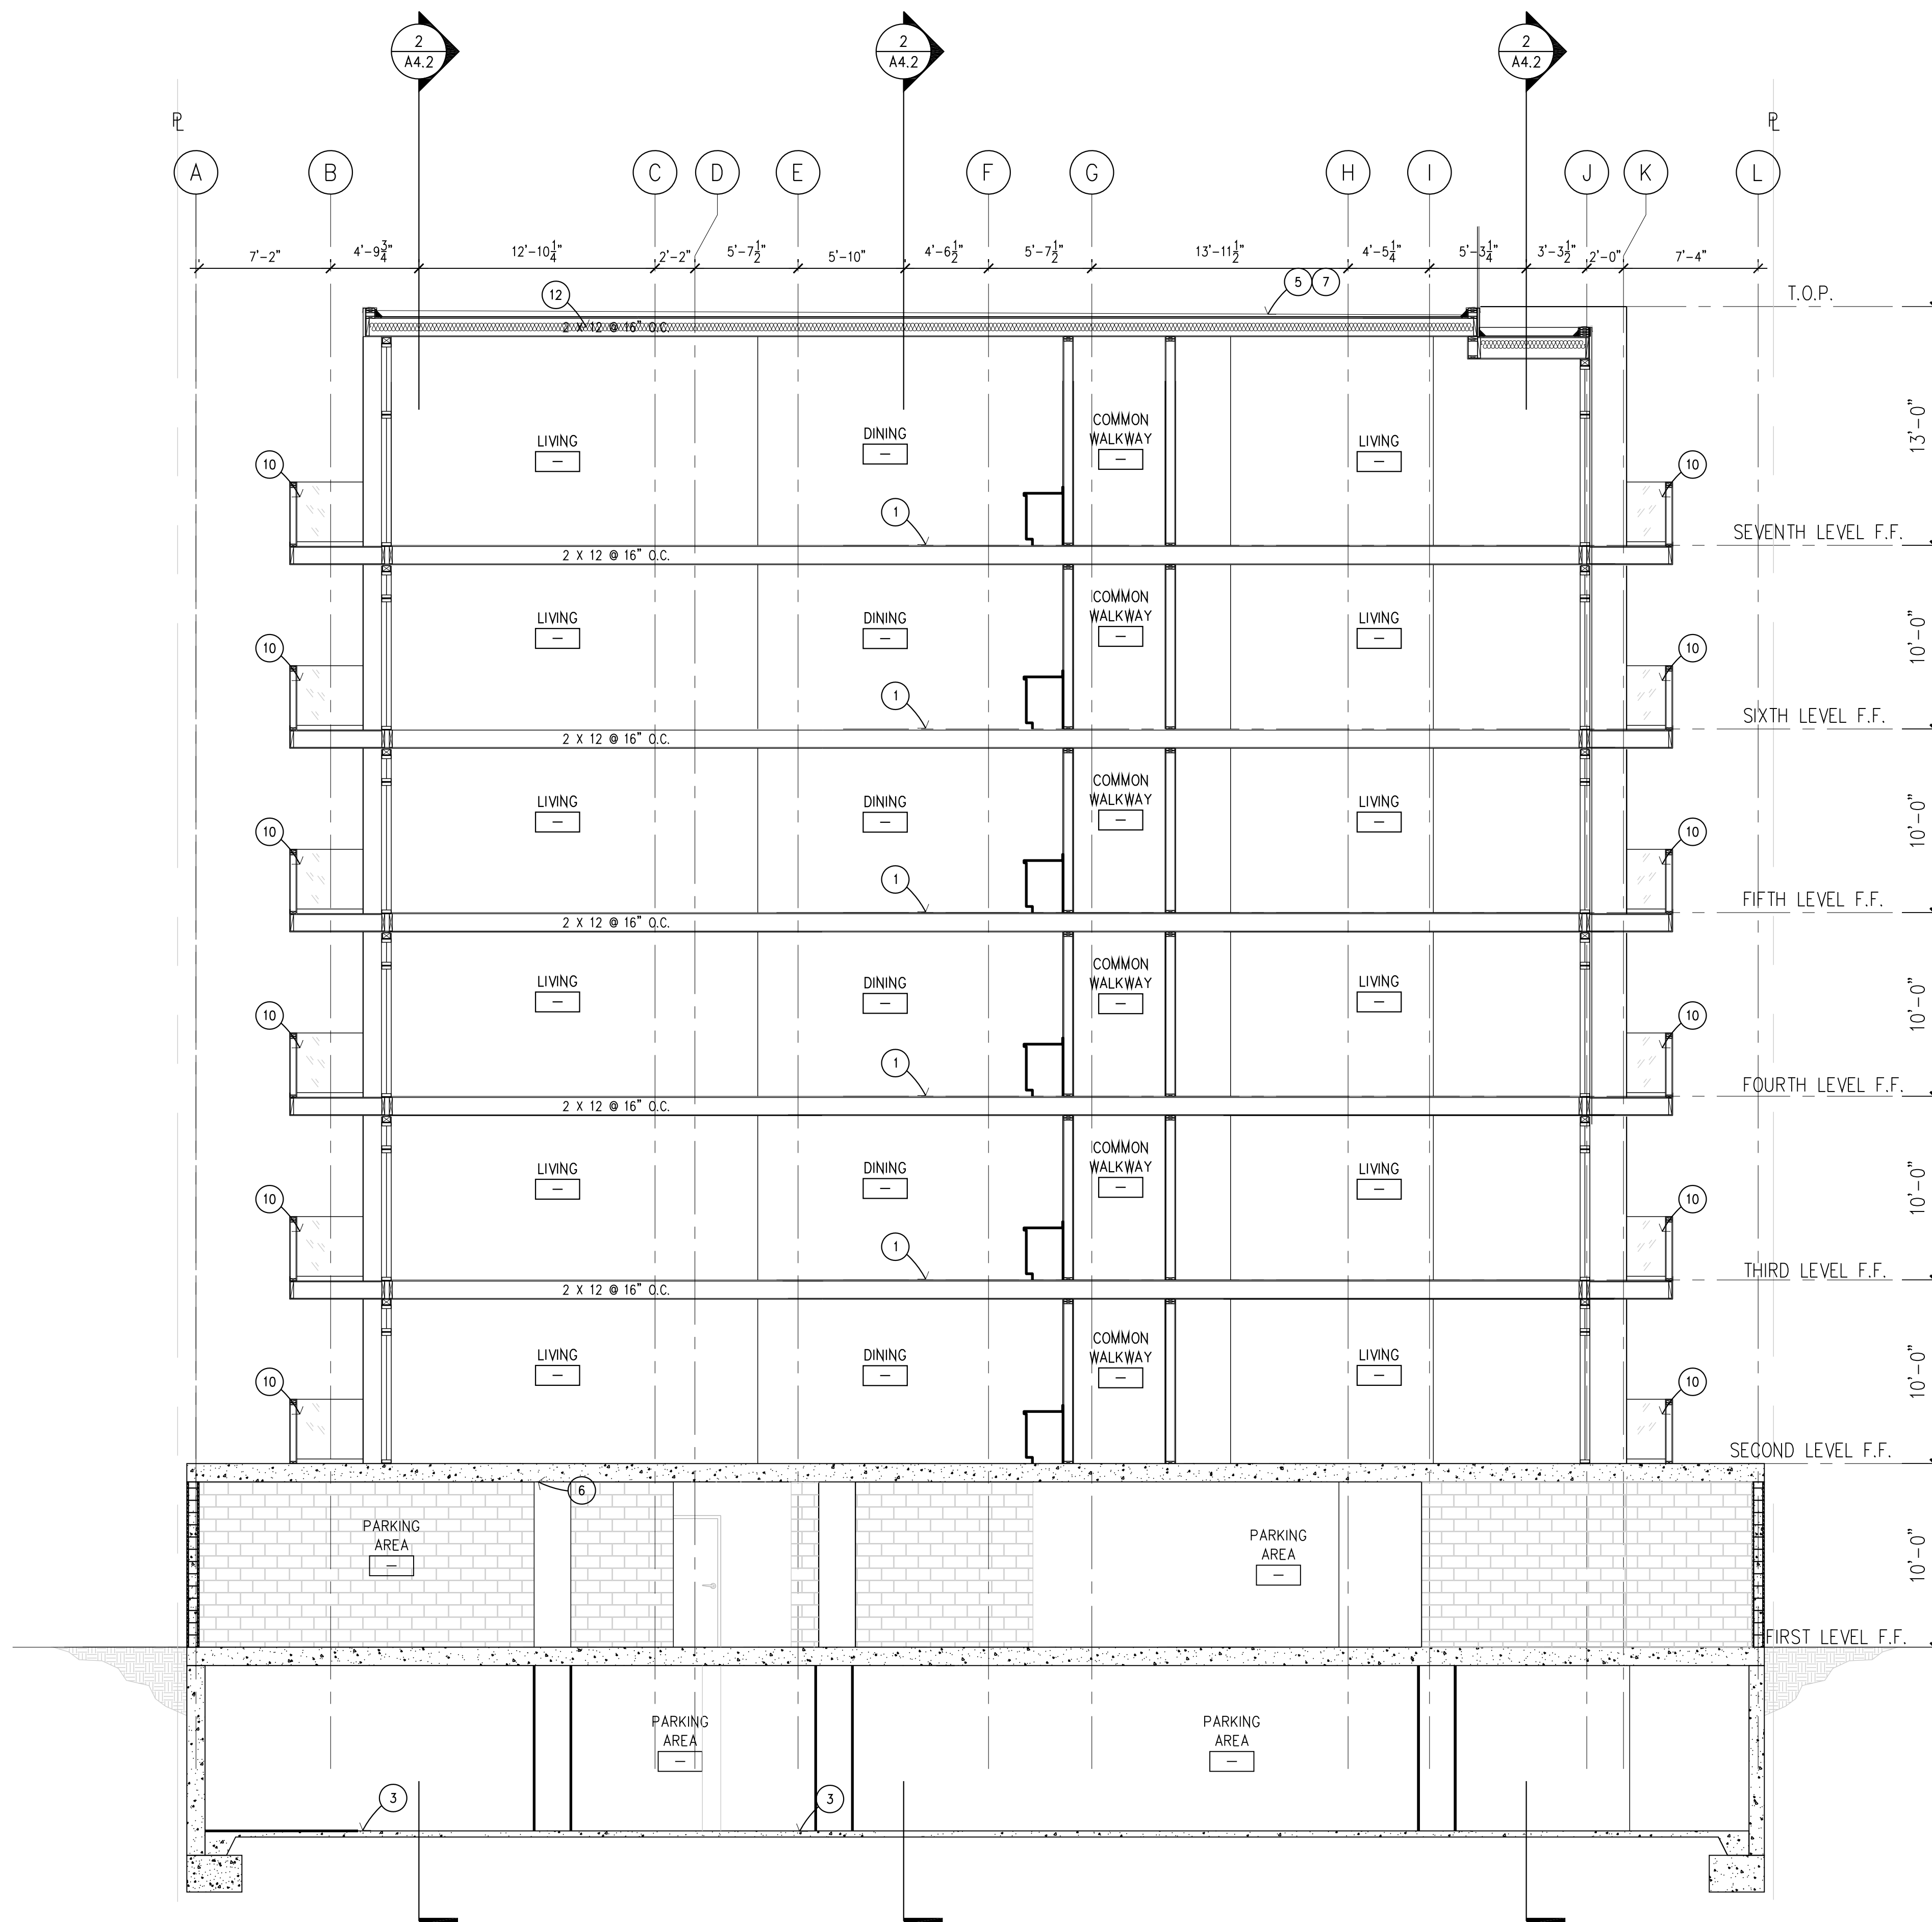 2
A4.2
2
A4.2
2
A4.2
PL
PL
A
B
C
D
E
F
G
H
I
J
K
L
7'-2"
4'-9 3/4"
12'-10 1/4"
2'-2"
5'-7 1/2"
5'-10"
4'-6 1/2"
5'-7 1/2"
13'-11 1/2"
4'-5 1/4"
5'-3 1/4"
3'-3 1/2"
2'-0"
7'-4"
12
5
7
T.O.P.
2 X 12 @ 16" O.C.
13'-0"
LIVING
–
DINING
–
COMMON
WALKWAY
–
LIVING
–
10
10
1
SEVENTH LEVEL F.F.
2 X 12 @ 16" O.C.
10'-0"
LIVING
–
DINING
–
COMMON
WALKWAY
–
LIVING
–
10
10
1
SIXTH LEVEL F.F.
2 X 12 @ 16" O.C.
10'-0"
LIVING
–
DINING
–
COMMON
WALKWAY
–
LIVING
–
10
10
1
FIFTH LEVEL F.F.
2 X 12 @ 16" O.C.
10'-0"
LIVING
–
DINING
–
COMMON
WALKWAY
–
LIVING
–
10
10
1
FOURTH LEVEL F.F.
2 X 12 @ 16" O.C.
10'-0"
LIVING
–
DINING
–
COMMON
WALKWAY
–
LIVING
–
10
10
1
THIRD LEVEL F.F.
2 X 12 @ 16" O.C.
10'-0"
LIVING
–
DINING
–
COMMON
WALKWAY
–
LIVING
–
10
10
SECOND LEVEL F.F.
6
PARKING
AREA
–
PARKING
AREA
–
10'-0"
FIRST LEVEL F.F.
PARKING
AREA
–
PARKING
AREA
–
3
3